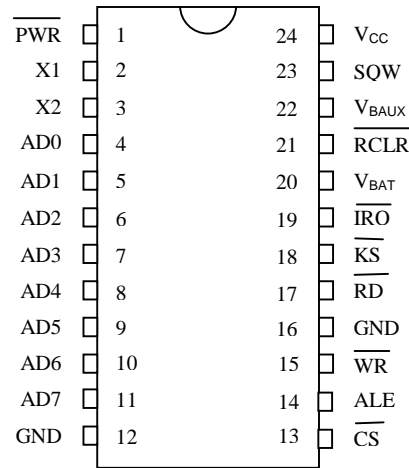 PWR 1 24 VCC
X1 2 23 SQW
X2 3 22 VBAUX
AD0 4 21 RCLR
AD1 5 20 VBAT
AD2 6 19 IRO
AD3 7 18 KS
AD4 8 17 RD
AD5 9 16 GND
AD6 10 15 WR
AD7 11 14 ALE
GND 12 13 CS